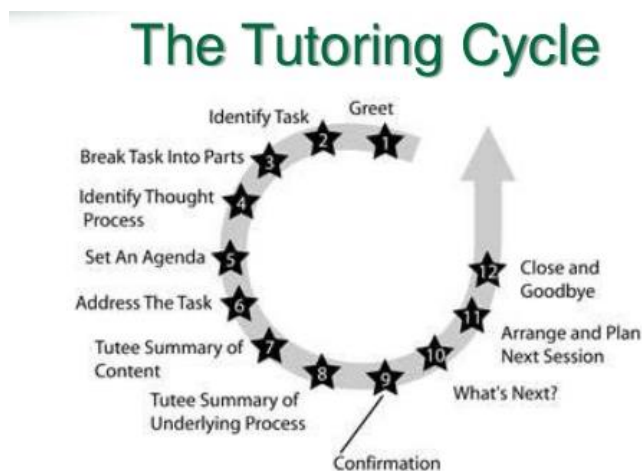 The Tutoring Cycle
Greet
1
Identify Task
2
Break Task Into Parts
3
Identify Thought
Process
4
Set An Agenda
5
Address The Task
6
Tutee Summary of
Content
7
Tutee Summary of
Underlying Process
8
Confirmation
9
What's Next?
10
Arrange and Plan
Next Session
11
Close and
Goodbye
12